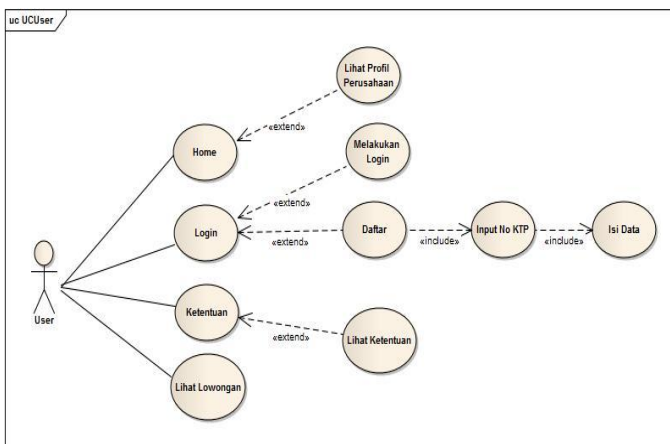 uc UCUser
Lihat Profil
Perusahaan
«extend»
Home
Melakukan
Login
«extend»
Login
«extend»
Daftar
«include»
Input No KTP
«include»
Isi Data
User
Ketentuan
«extend»
Lihat Ketentuan
Lihat Lowongan